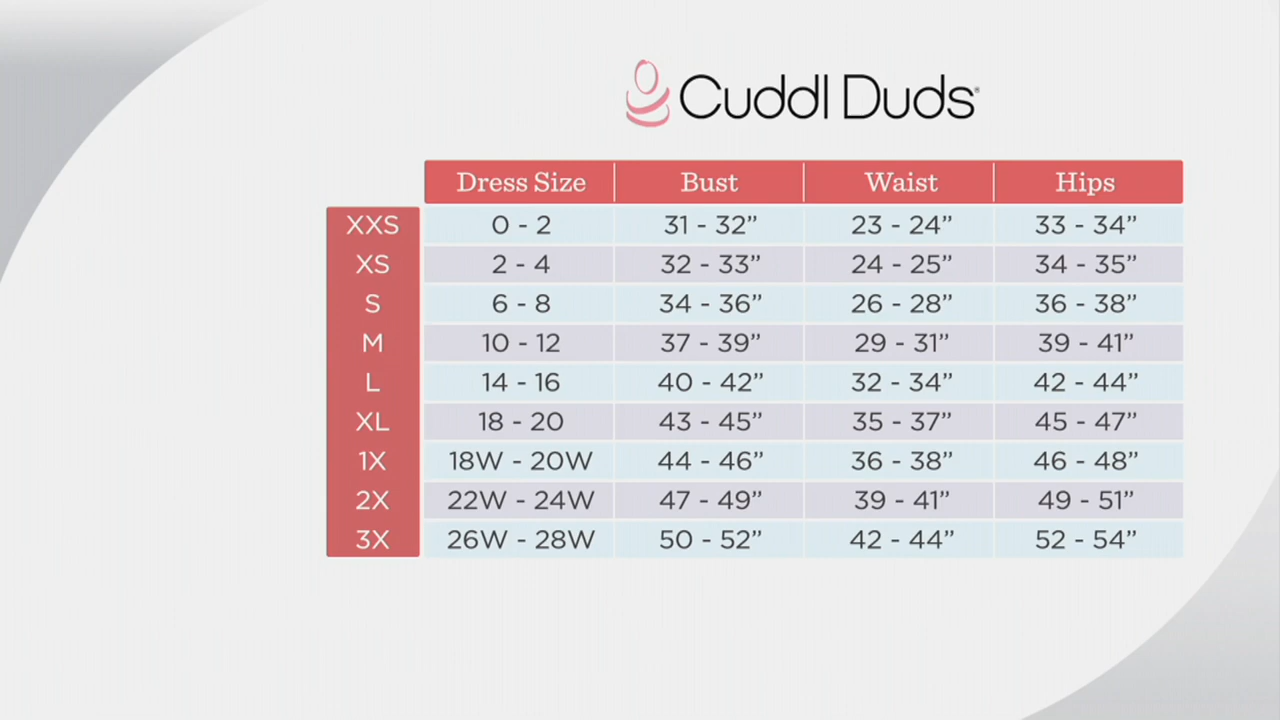 Cuddl Duds®
Dress Size Bust Waist Hips
XXS 0 - 2 31 - 32” 23 - 24” 33 - 34”
XS 2 - 4 32 - 33” 24 - 25” 34 - 35”
S 6 - 8 34 - 36” 26 - 28” 36 - 38”
M 10 - 12 37 - 39” 29 - 31” 39 - 41”
L 14 - 16 40 - 42” 32 - 34” 42 - 44”
XL 18 - 20 43 - 45” 35 - 37” 45 - 47”
1X 18W - 20W 44 - 46” 36 - 38” 46 - 48”
2X 22W - 24W 47 - 49” 39 - 41” 49 - 51”
3X 26W - 28W 50 - 52” 42 - 44” 52 - 54”